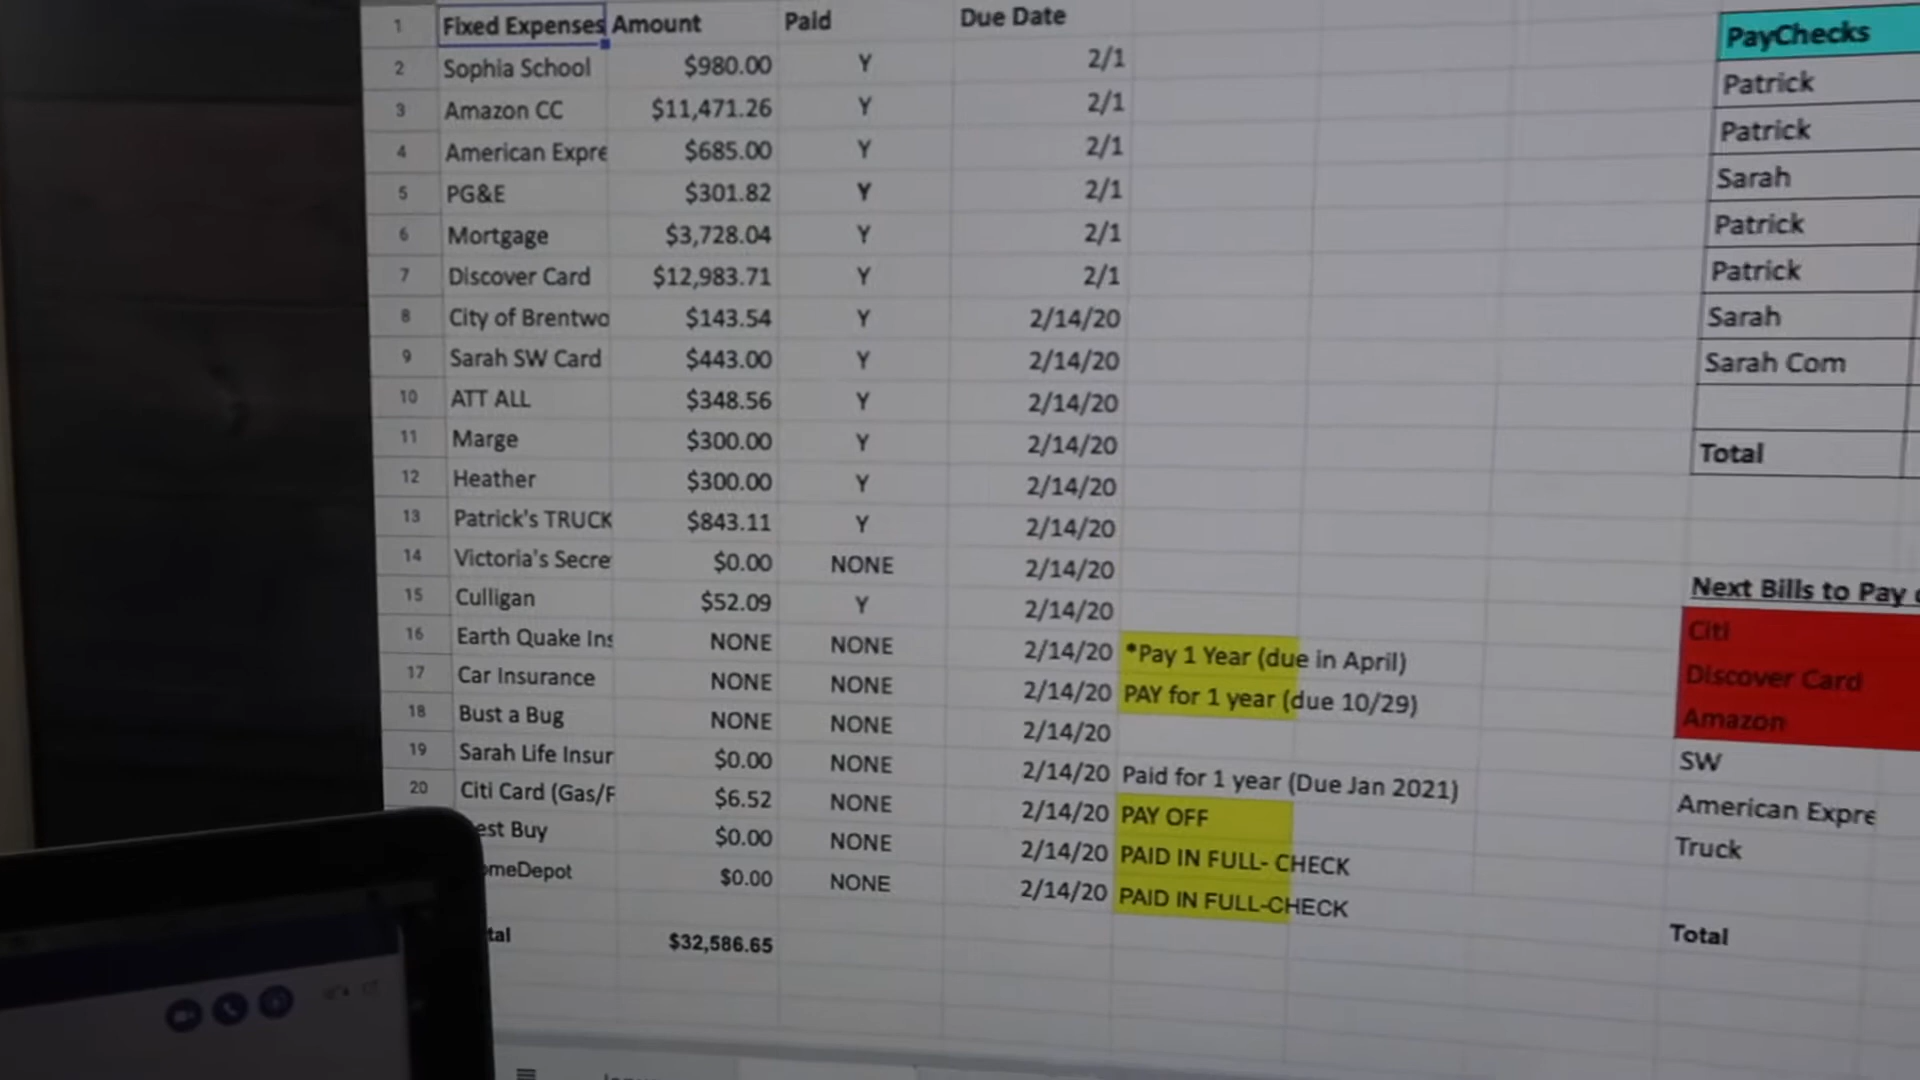 1 Fixed Expenses Amount Paid Due Date
2 Sophia School $980.00 Y 2/1
3 Amazon CC $11,471.26 Y 2/1
4 American Expre $685.00 Y 2/1
5 PG&E $301.82 Y 2/1
6 Mortgage $3,728.04 Y 2/1
7 Discover Card $12,983.71 Y 2/1
8 City of Brentwo $143.54 Y 2/14/20
9 Sarah SW Card $443.00 Y 2/14/20
10 ATT ALL $348.56 Y 2/14/20
11 Marge $300.00 Y 2/14/20
12 Heather $300.00 Y 2/14/20
13 Patrick's TRUCK $843.11 Y 2/14/20
14 Victoria's Secre $0.00 NONE 2/14/20
15 Culligan $52.09 Y 2/14/20
16 Earth Quake Ins NONE NONE 2/14/20 *Pay 1 Year (due in April)
17 Car Insurance NONE NONE 2/14/20 PAY for 1 year (due 10/29)
18 Bust a Bug NONE NONE 2/14/20
19 Sarah Life Insur $0.00 NONE 2/14/20 Paid for 1 year (Due Jan 2021)
20 Citi Card (Gas/F $6.52 NONE 2/14/20 PAY OFF
est Buy $0.00 NONE 2/14/20 PAID IN FULL- CHECK
omeDepot $0.00 NONE 2/14/20 PAID IN FULL-CHECK
tal $32,586.65
PayChecks
Patrick
Patrick
Sarah
Patrick
Patrick
Sarah
Sarah Com
Total
Next Bills to Pay
Citi
Discover Card
Amazon
SW
American Expre
Truck
Total